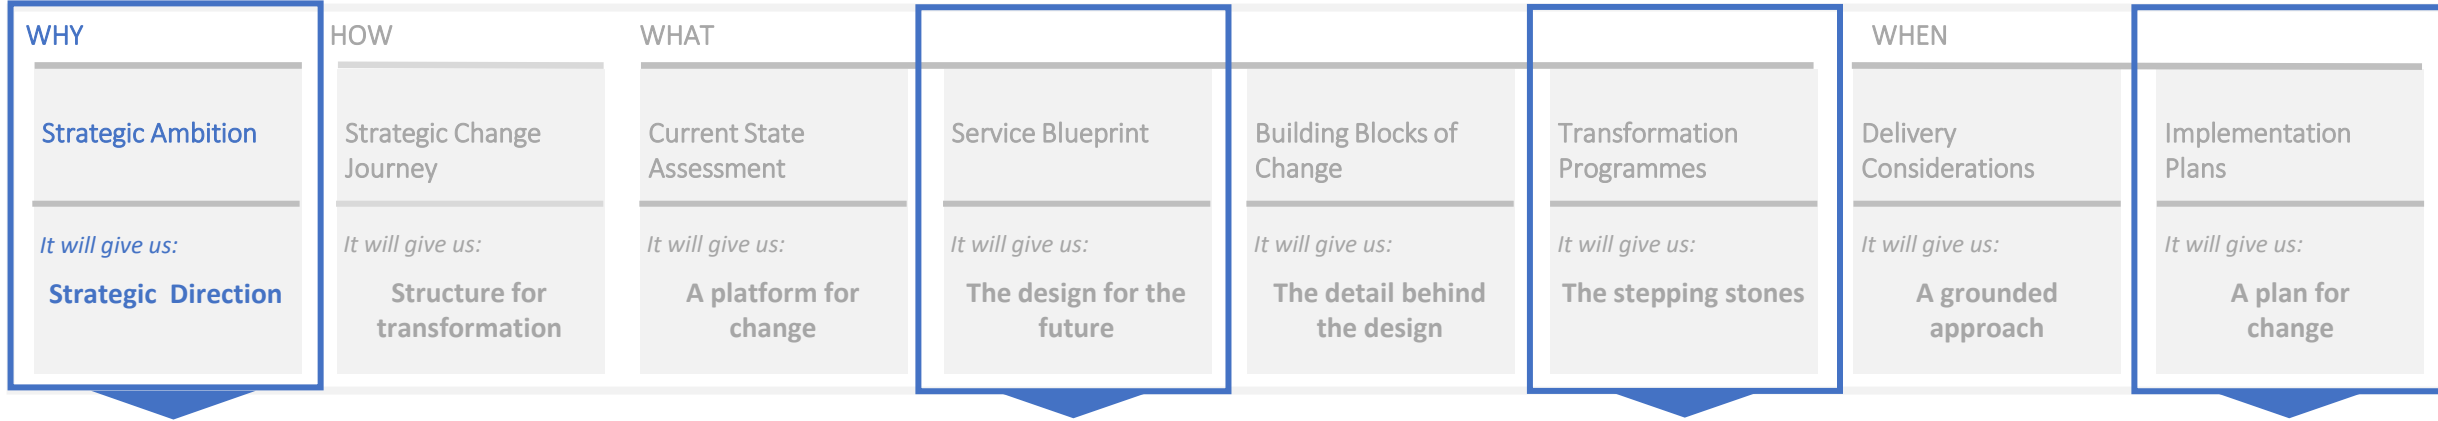 WHY
HOW
WHAT
WHEN
Strategic Ambition
Strategic Change
Journey
Current State
Assessment
Service Blueprint
Building Blocks of
Change
Transformation
Programmes
Delivery
Considerations
Implementation
Plans
It will give us:
It will give us:
It will give us:
It will give us:
It will give us:
It will give us:
It will give us:
It will give us:
Strategic Direction
Structure for
transformation
A platform for
change
The design for the
future
The detail behind
the design
The stepping stones
A grounded
approach
A plan for
change